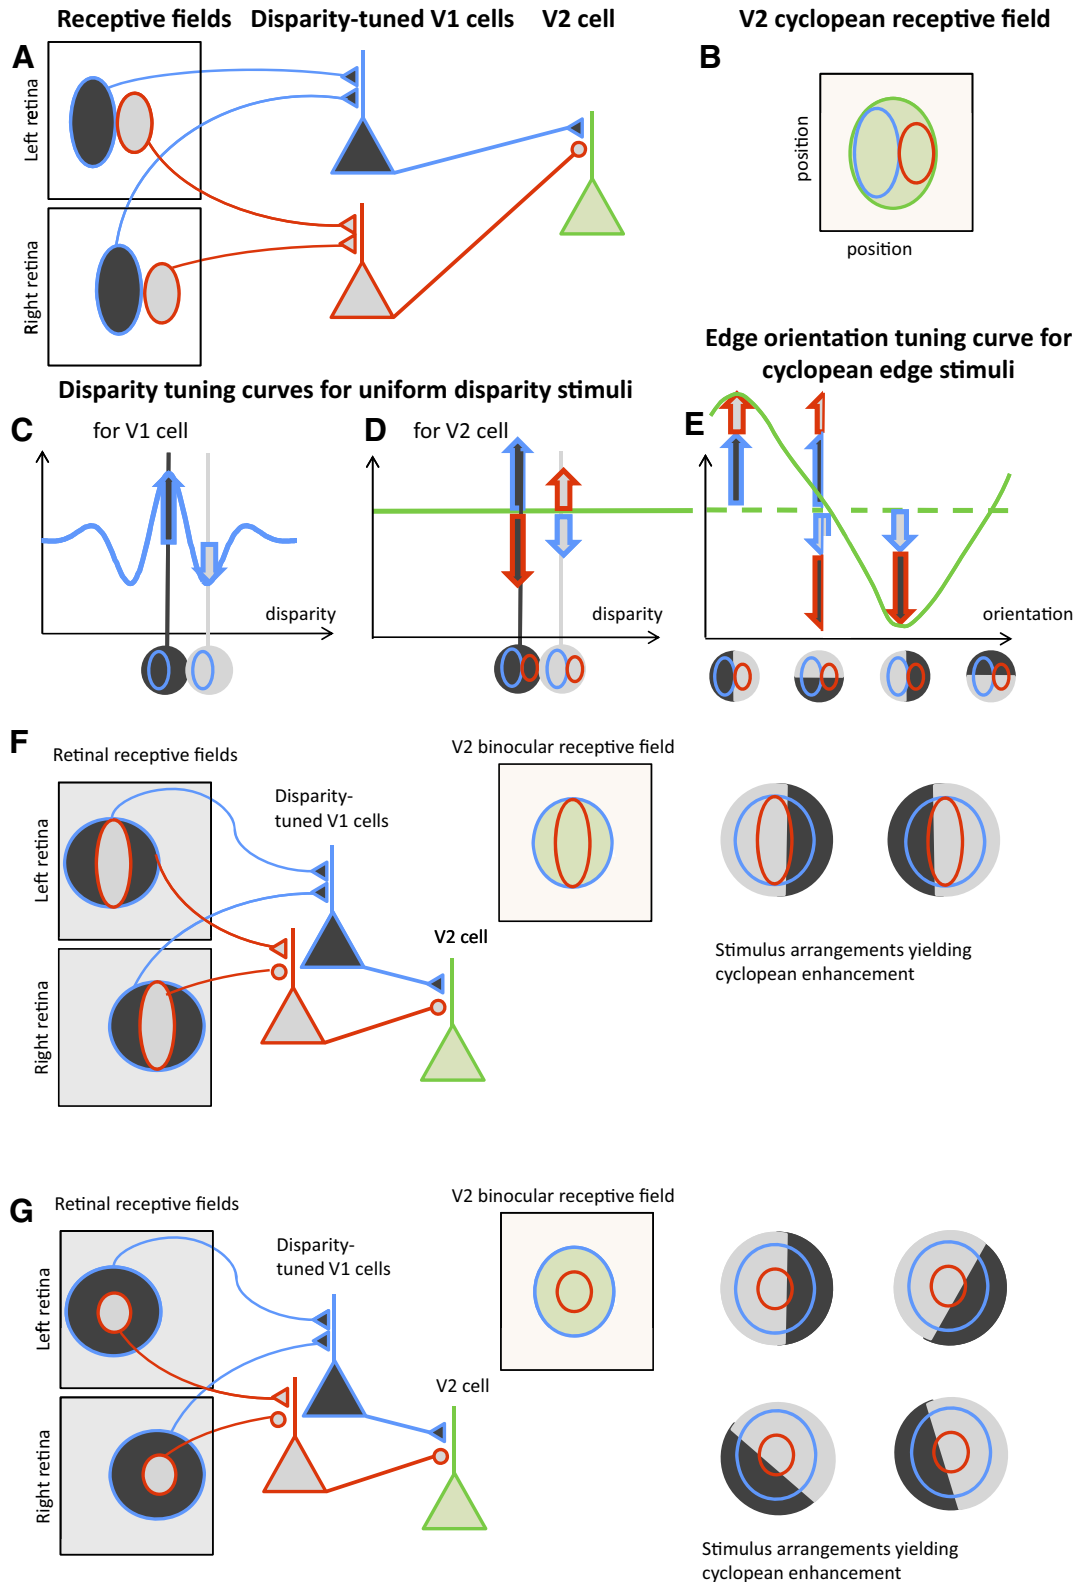 Receptive fields
Disparity-tuned V1 cells
V2 cell
V2 cyclopean receptive field
A
Left retina
Right retina
B
position
position
Disparity tuning curves for uniform disparity stimuli
Edge orientation tuning curve for
cyclopean edge stimuli
C
for V1 cell
disparity
D
for V2 cell
disparity
E
orientation
F
Retinal receptive fields
Left retina
Right retina
Disparity-
tuned V1 cells
V2 cell
V2 binocular receptive field
Stimulus arrangements yielding
cyclopean enhancement
G
Retinal receptive fields
Left retina
Right retina
Disparity-
tuned V1 cells
V2 cell
V2 binocular receptive field
Stimulus arrangements yielding
cyclopean enhancement